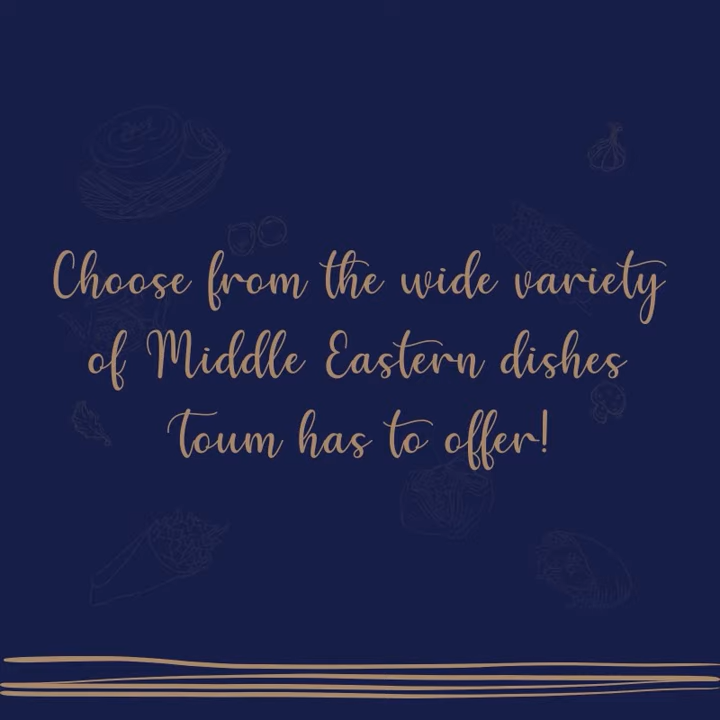 Choose from the wide variety
of Middle Eastern dishes
Toum has to offer!